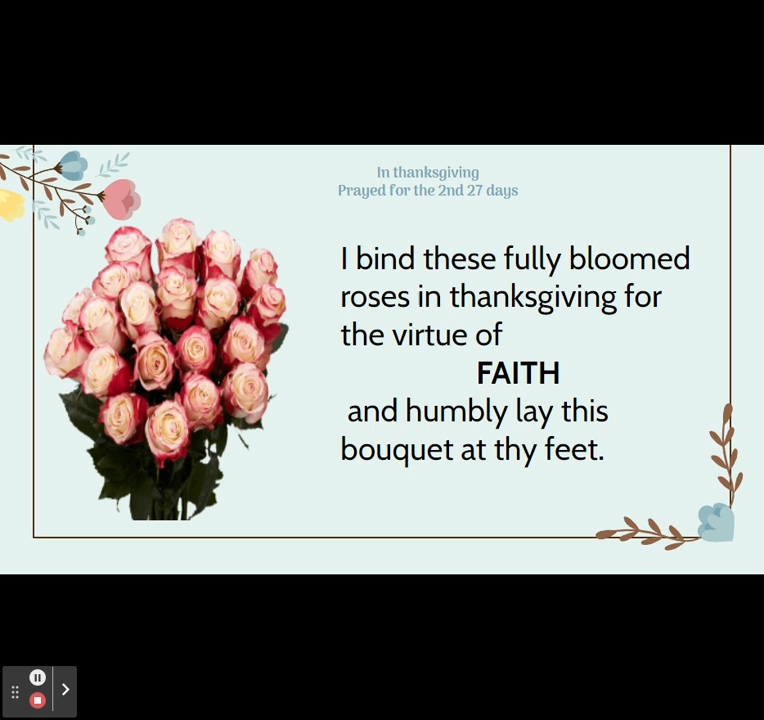 In thanksgiving
Prayed for the 2nd 27 days
I bind these fully bloomed
roses in thanksgiving for
the virtue of
FAITH
and humbly lay this
bouquet at thy feet.